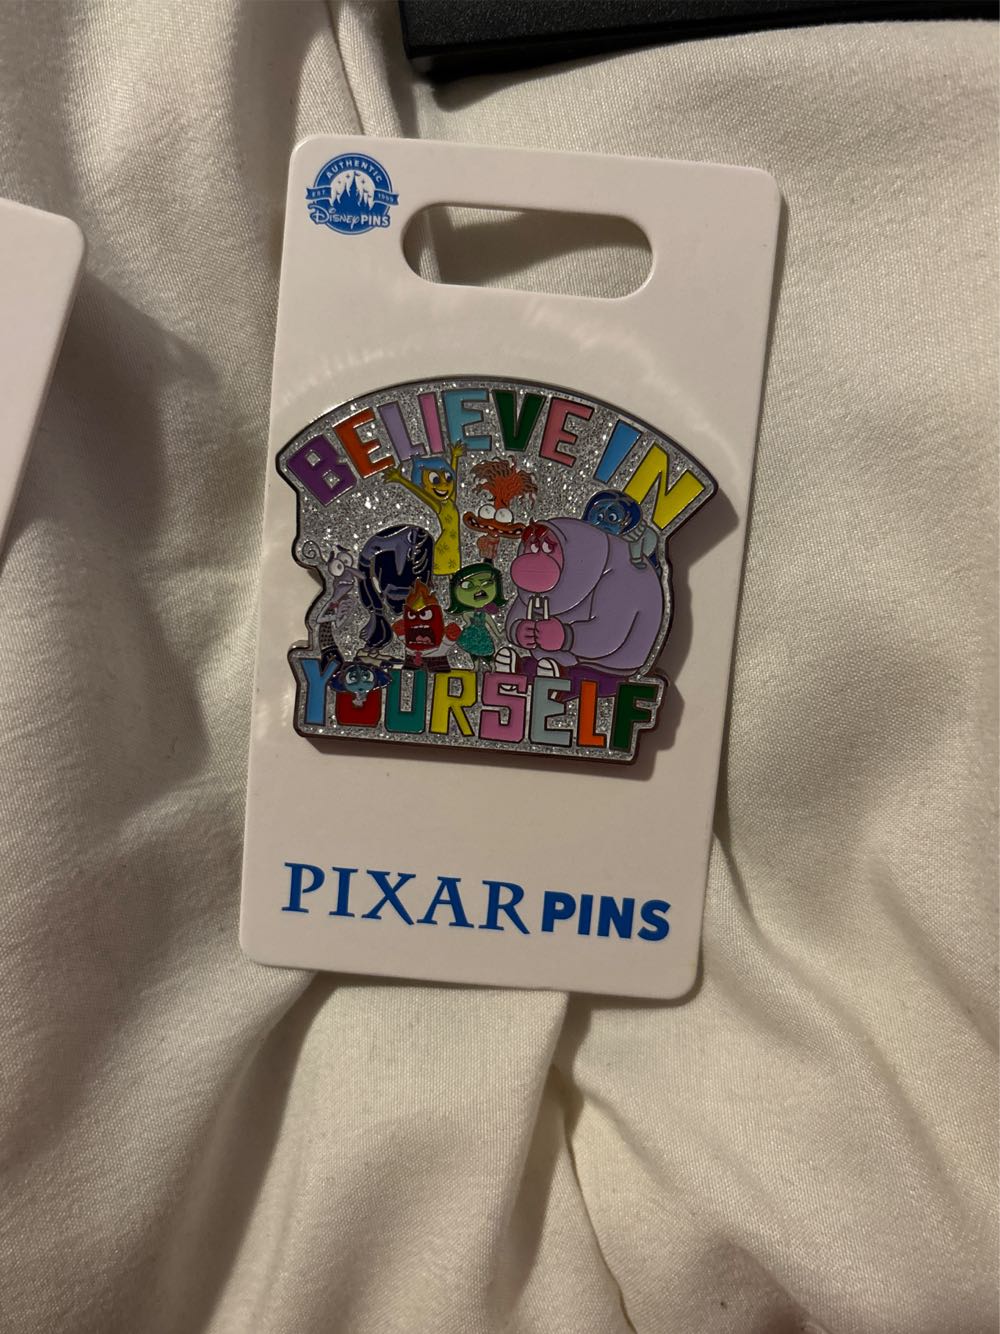 AUTHENTIC
EST. 1999
DISNEY PINS
BELIEVE IN
YOURSELF
PIXAR PINS